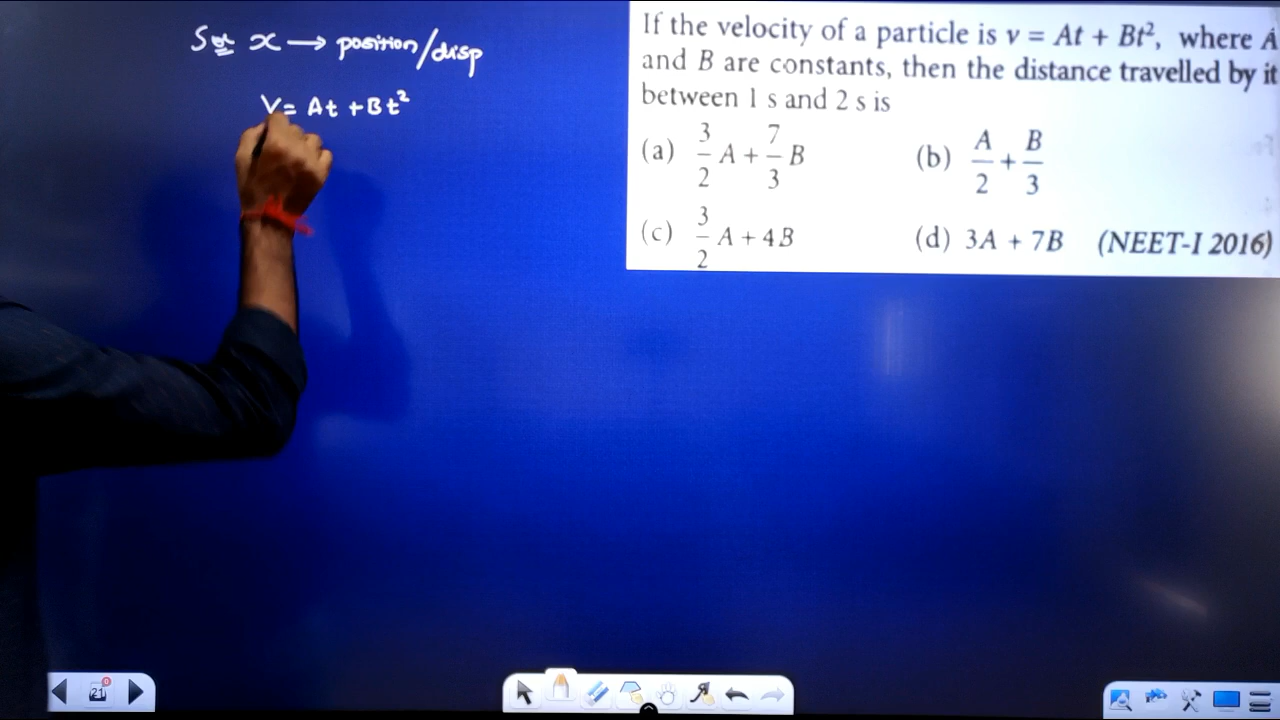 S or x → position/disp
V = At + Bt²
If the velocity of a particle is v = At + Bt², where A
and B are constants, then the distance travelled by it
between 1 s and 2 s is
(a) 3/2 A + 7/3 B (b) A/2 + B/3
(c) 3/2 A + 4B (d) 3A + 7B (NEET-I 2016)
21 0